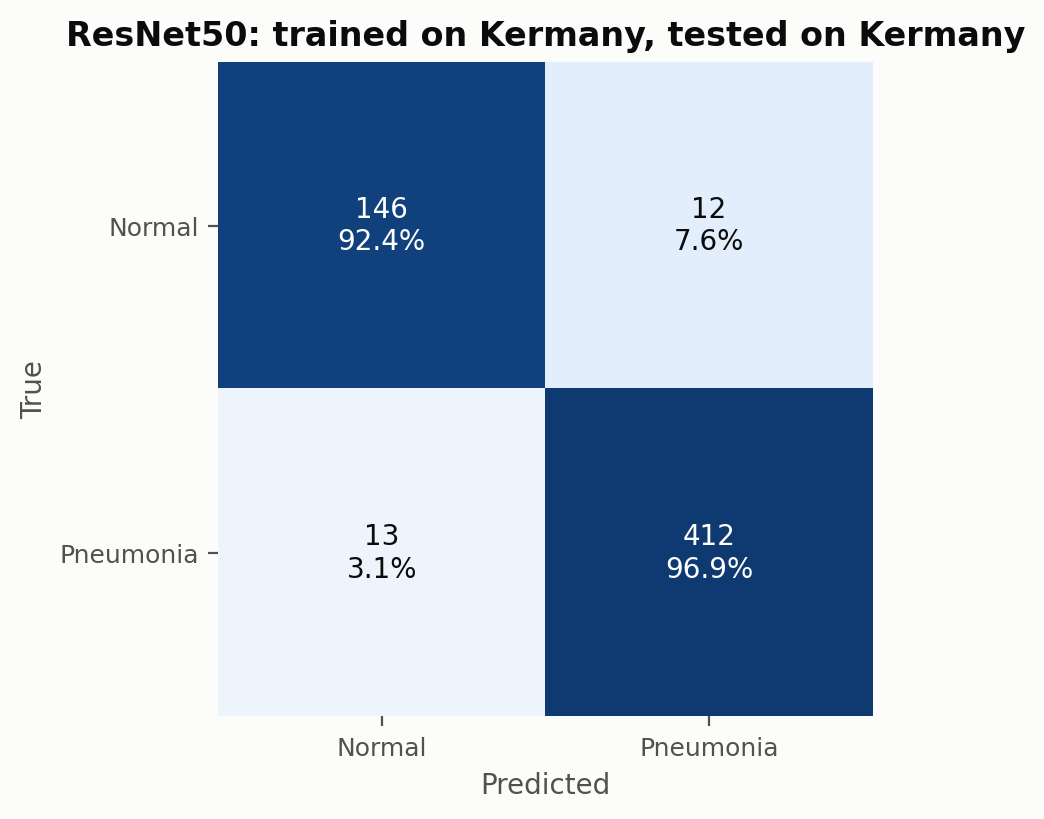 ResNet50: trained on Kermany, tested on Kermany
146
92.4%
12
7.6%
Normal
True
13
3.1%
412
96.9%
Pneumonia
Normal
Pneumonia
Predicted